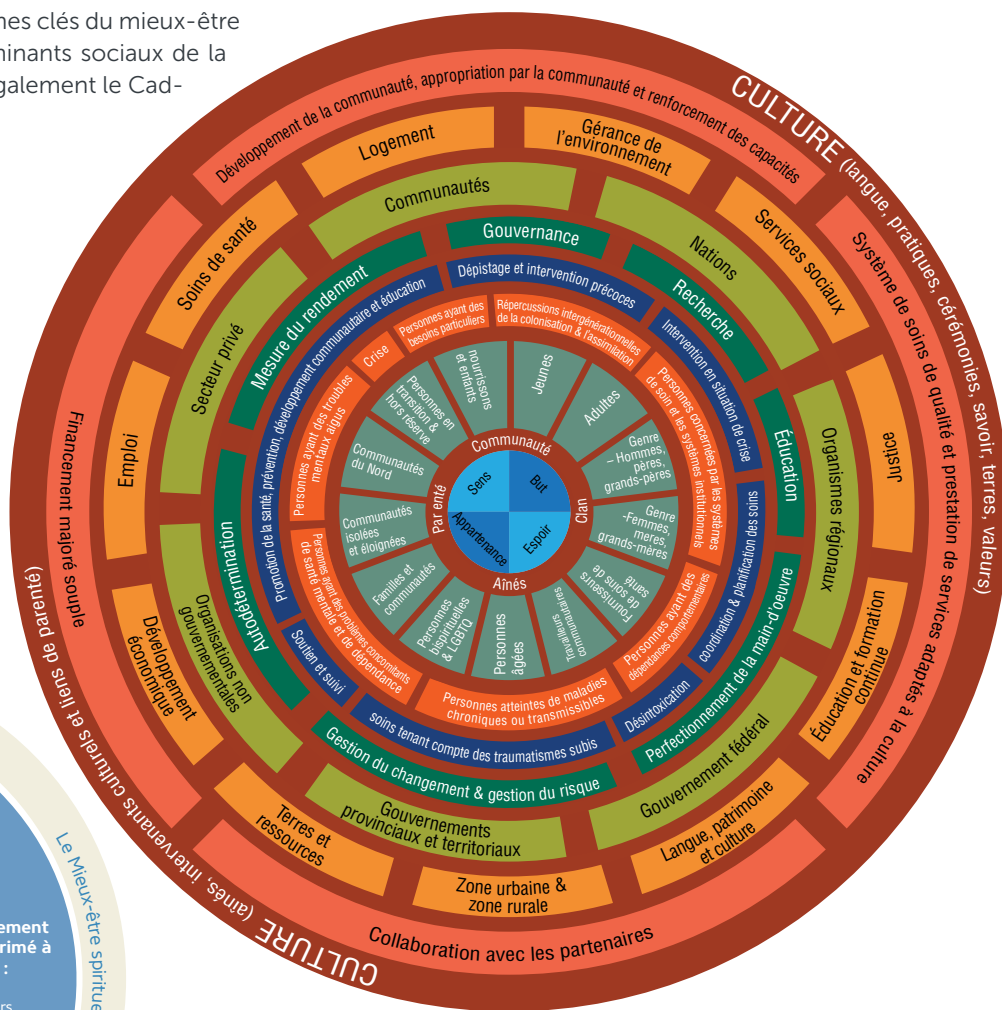 nes clés du mieux-être
minants sociaux de la
également le Cad-
CULTURE (langue, pratiques, cérémonies, savoir, terres, valeurs)
CULTURE (aînés, intervenants culturels et liens de parenté)
Développement de la communauté, appropriation par la communauté et renforcement des capacités
Système de soins de qualité et prestation de services adaptés à la culture
Collaboration avec les partenaires
Financement majoré souple
Logement
Gérance de
l'environnement
Services sociaux
Justice
Éducation et formation
continue
Langue, patrimoine
et culture
Zone urbaine &
zone rurale
Terres et
ressources
Développement
économique
Emploi
Soins de santé
Communautés
Nations
Organismes régionaux
Gouvernement fédéral
Gouvernements
provinciaux et territoriaux
Organisations non
gouvernementales
Secteur privé
Gouvernance
Recherche
Éducation
Perfectionnement de la main-d'oeuvre
Gestion du changement & gestion du risque
Autodétermination
Mesure du rendement
Dépistage et intervention précoces
Intervention en situation de crise
coordination & planification des soins
Désintoxication
soins tenant compte des traumatismes subis
Soutien et suivi
Promotion de la santé, prévention, développement communautaire et éducation
Personnes ayant des
besoins particuliers
Répercussions intergénérationnelles
de la colonisation & l'assimilation
Personnes concernées par les systèmes
de soin et les systèmes institutionnels
Personnes ayant des
dépendances comportementaires
Personnes atteintes de maladies
chroniques ou transmissibles
Personnes ayant des problèmes concomitants
de santé mentale et de dépendance
Personnes ayant des troubles
mentaux aigus
Crise
nourrissons
et enfants
Jeunes
Adultes
Genre
– Hommes,
pères,
grands-pères
Genre
-Femmes,
mères,
grands-mères
Fournisseurs
de soins de
santé
Travailleurs
communautaires
Personnes
âgées
Personnes
bispirituelles
& LGBTQ
Familles et
communautés
Communautés
isolées
et éloignées
Communautés
du Nord
Personnes en
transition &
hors réserve
Communauté
Clan
Aînés
Par enté
Sens
But
Espoir
Appartenance
Le Mieux-être spiritue
ement
rimé à
:
rs